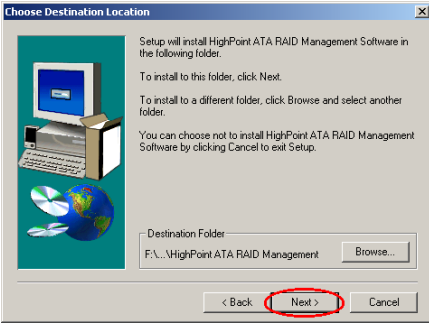 Choose Destination Location
Setup will install HighPoint ATA RAID Management Software in
the following folder.
To install to this folder, click Next.
To install to a different folder, click Browse and select another
folder.
You can choose not to install HighPoint ATA RAID Management
Software by clicking Cancel to exit Setup.
Destination Folder
F:\...\HighPoint ATA RAID Management
Browse...
< Back
Next >
Cancel